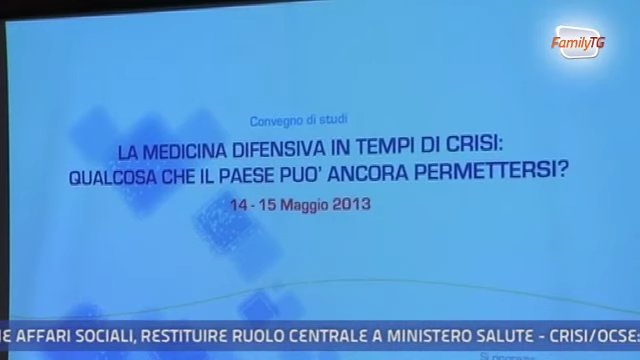 FamilyTG
Convegno di studi
LA MEDICINA DIFENSIVA IN TEMPI DI CRISI:
QUALCOSA CHE IL PAESE PUO' ANCORA PERMETTERSI?
14 - 15 Maggio 2013
AFFARI SOCIALI, RESTITUIRE RUOLO CENTRALE A MINISTERO SALUTE - CRISI/OCSE: